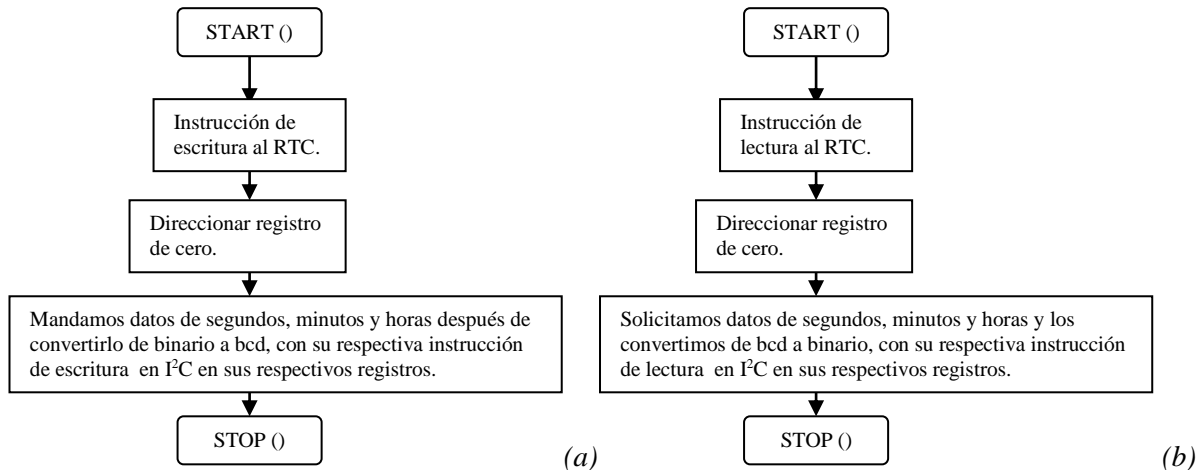 START ()
Instrucción de
escritura al RTC.
Direccionar registro
de cero.
Mandamos datos de segundos, minutos y horas después de
convertirlo de binario a bcd, con su respectiva instrucción
de escritura en I²C en sus respectivos registros.
STOP ()
(a)
START ()
Instrucción de
lectura al RTC.
Direccionar registro
de cero.
Solicitamos datos de segundos, minutos y horas y los
convertimos de bcd a binario, con su respectiva instrucción
de lectura en I²C en sus respectivos registros.
STOP ()
(b)